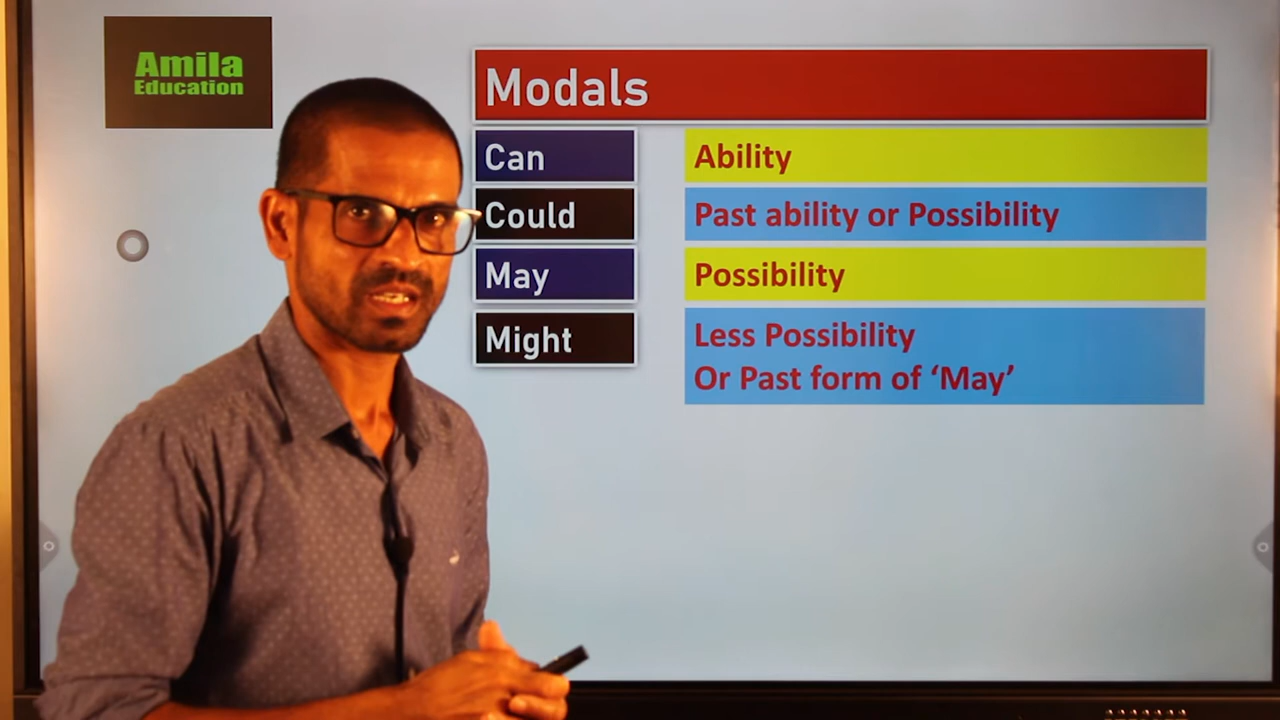 Amila
Education
Modals
Can
Ability
Could
Past ability or Possibility
May
Possibility
Might
Less Possibility
Or Past form of ‘May’